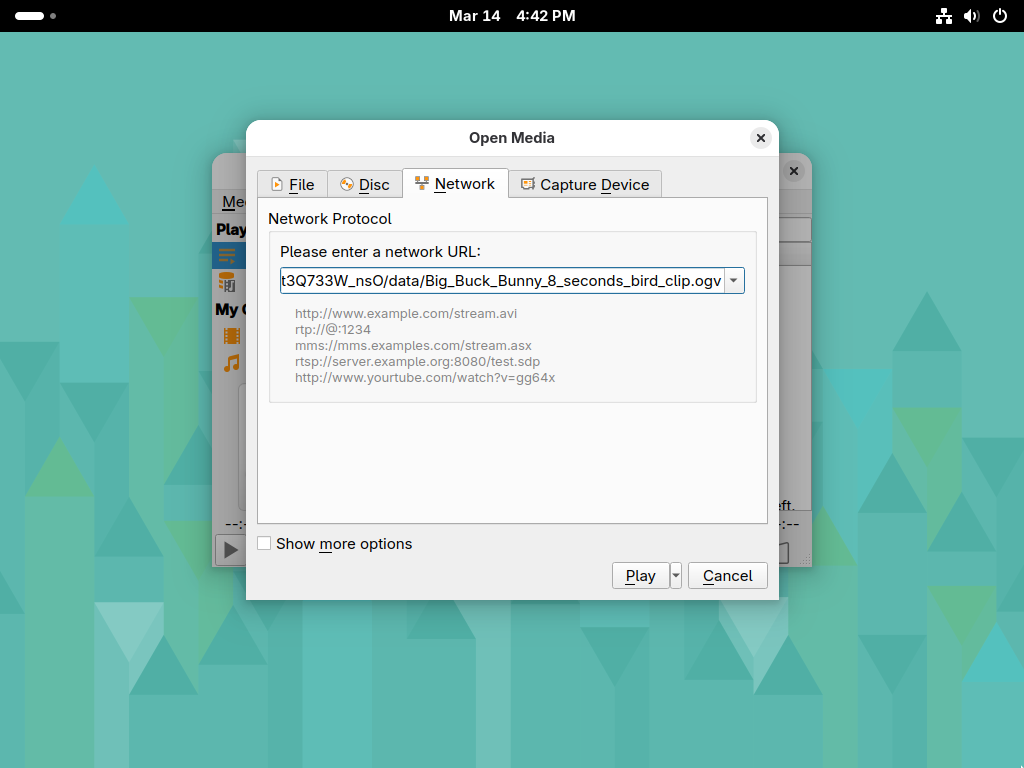 Mar 14 4:42 PM
Open Media
File Disc Network Capture Device
Network Protocol
Please enter a network URL:
t3Q733W_nsO/data/Big_Buck_Bunny_8_seconds_bird_clip.ogv
http://www.example.com/stream.avi
rtp://@:1234
mms://mms.examples.com/stream.asx
rtsp://server.example.org:8080/test.sdp
http://www.yourtube.com/watch?v=gg64x
Show more options
Play Cancel
Play
My